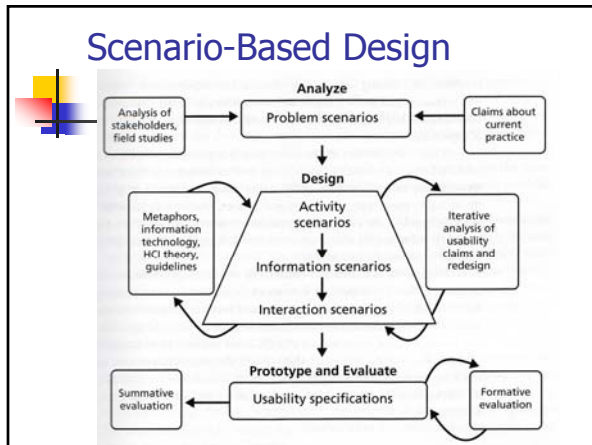 Scenario-Based Design
Analyze
Analysis of
stakeholders,
field studies
Problem scenarios
Claims about
current
practice
Design
Metaphors,
information
technology,
HCI theory,
guidelines
Activity
scenarios
Information scenarios
Interaction scenarios
Iterative
analysis of
usability
claims and
redesign
Prototype and Evaluate
Summative
evaluation
Usability specifications
Formative
evaluation